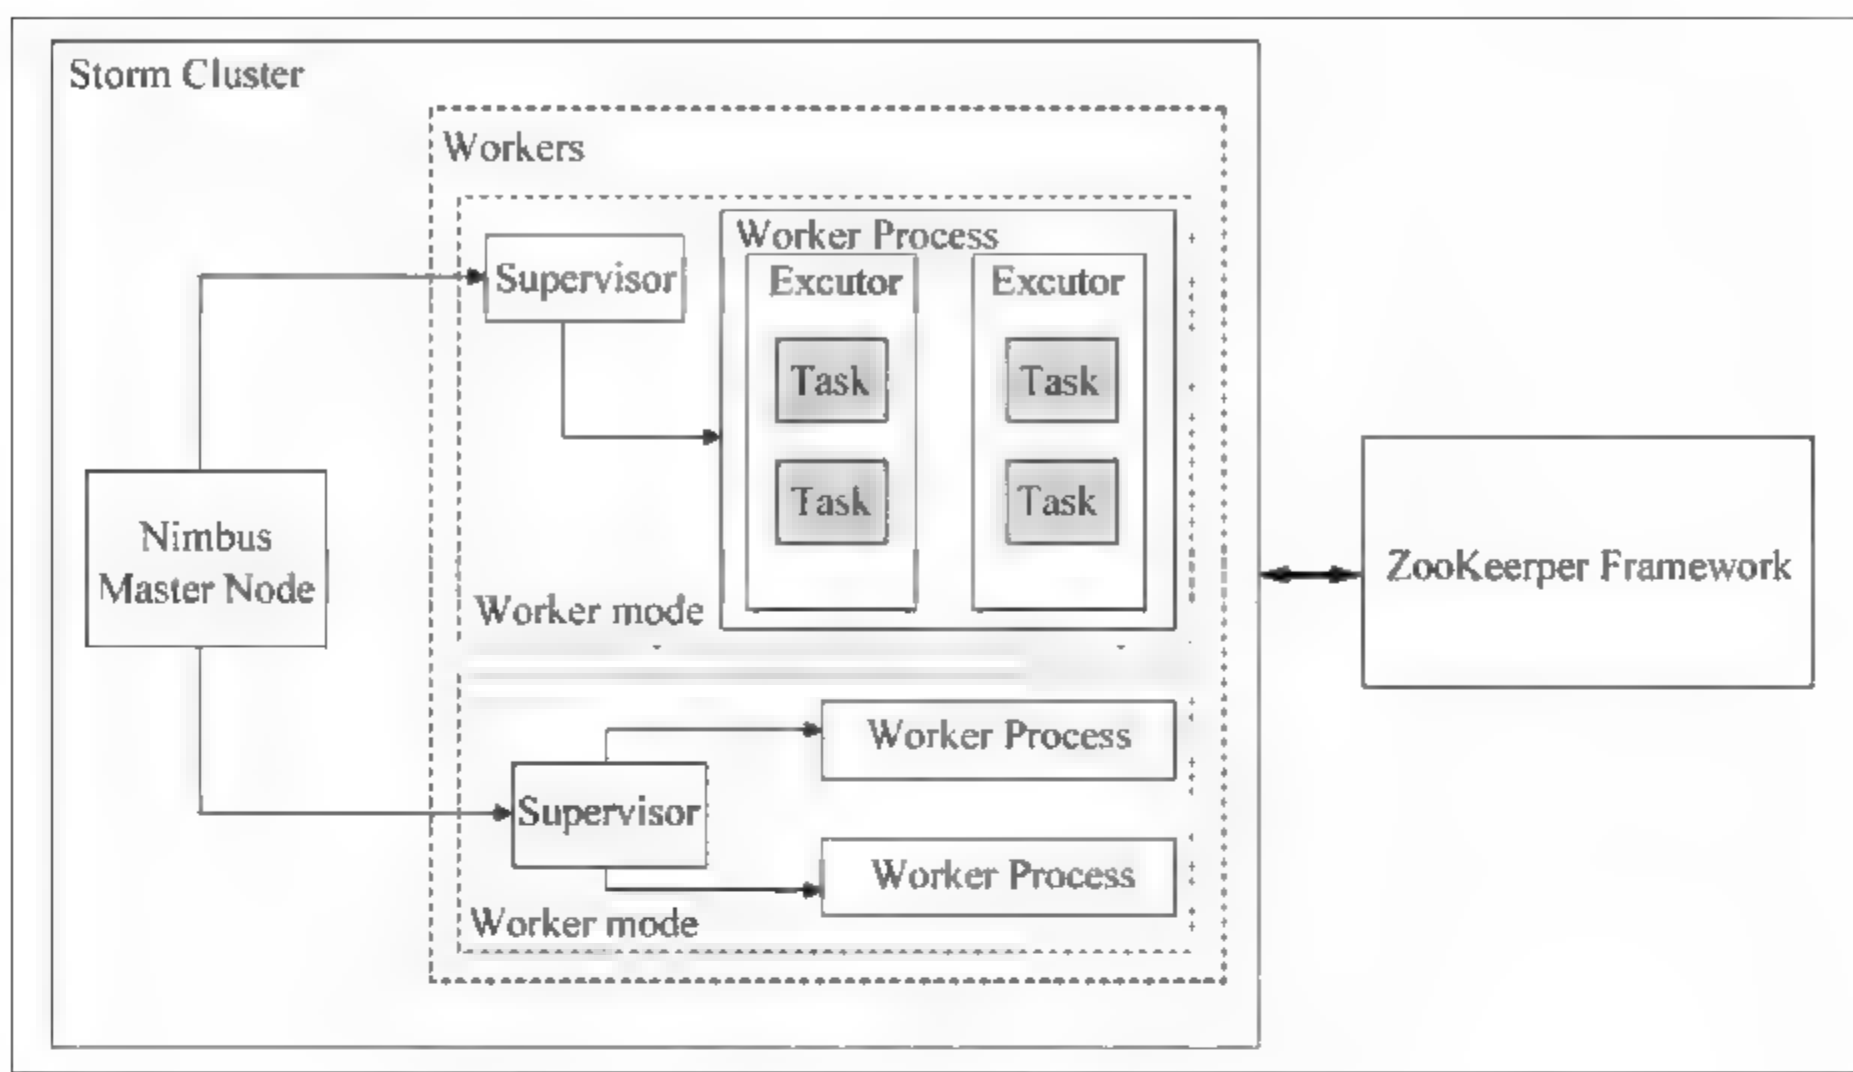 Storm Cluster
Workers
Worker Process
Supervisor
Excutor
Excutor
Task
Task
Task
Task
Nimbus
Master Node
Worker mode
ZooKeerper Framework
Worker Process
Supervisor
Worker Process
Worker mode